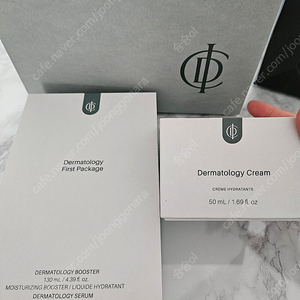 Dermatology
First Package
DERMATOLOGY BOOSTER
130 mL / 4.39 fl. oz
MOISTURIZING BOOSTER / LIQUIDE HYDRATANT
DERMATOLOGY SERUM
Dermatology Cream
CRÈME HYDRATANTE
50 mL / 1.69 fl. oz